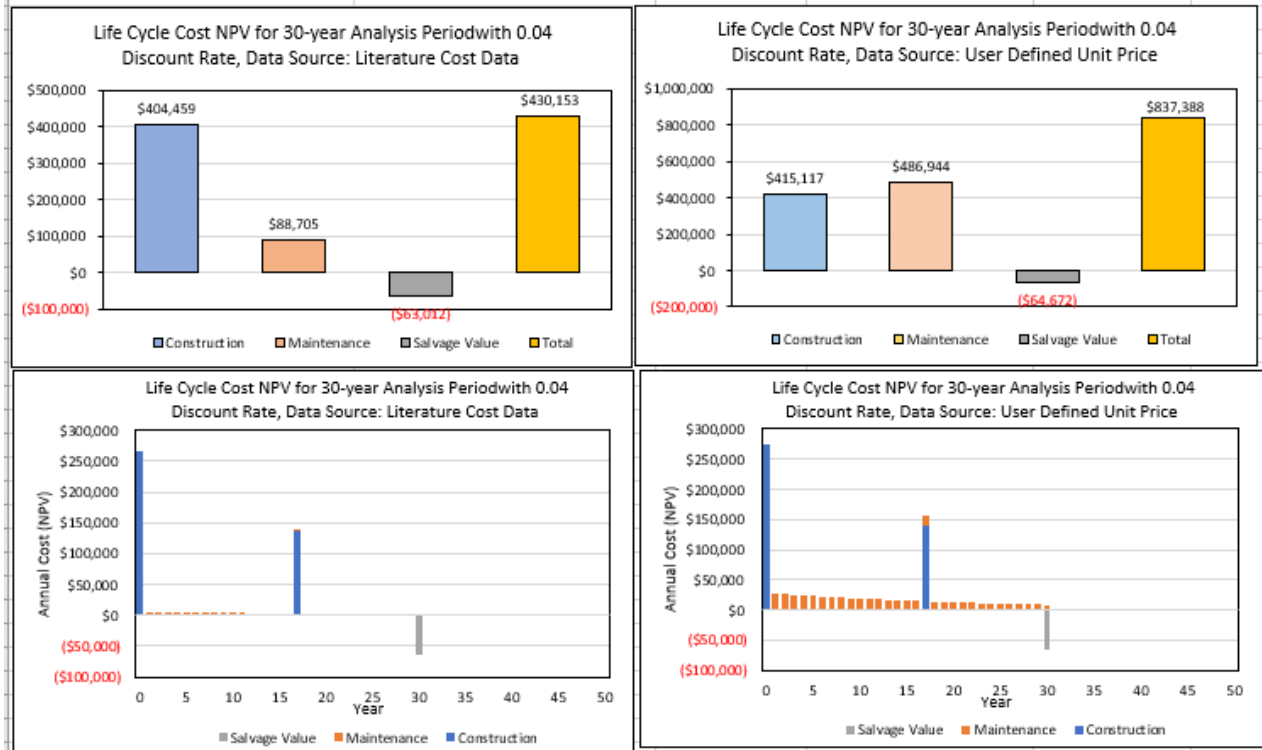 Life Cycle Cost NPV for 30-year Analysis Periodwith 0.04
Discount Rate, Data Source: Literature Cost Data
$500,000
$400,000
$300,000
$200,000
$100,000
$0
($100,000)
$404,459
$88,705
($63,012)
$430,153
Construction Maintenance Salvage Value Total
Life Cycle Cost NPV for 30-year Analysis Periodwith 0.04
Discount Rate, Data Source: User Defined Unit Price
$1,000,000
$800,000
$600,000
$400,000
$200,000
$0
($200,000)
$415,117
$486,944
($64,672)
$837,388
Construction Maintenance Salvage Value Total
Life Cycle Cost NPV for 30-year Analysis Periodwith 0.04
Discount Rate, Data Source: Literature Cost Data
Annual Cost (NPV)
$300,000
$250,000
$200,000
$150,000
$100,000
$50,000
$0
($50,000)
($100,000)
0 5 10 15 20 25 30 35 40 45 50
Year
Salvage Value Maintenance Construction
Life Cycle Cost NPV for 30-year Analysis Periodwith 0.04
Discount Rate, Data Source: User Defined Unit Price
Annual Cost (NPV)
$300,000
$250,000
$200,000
$150,000
$100,000
$50,000
$0
($50,000)
($100,000)
0 5 10 15 20 25 30 35 40 45 50
Year
Salvage Value Maintenance Construction